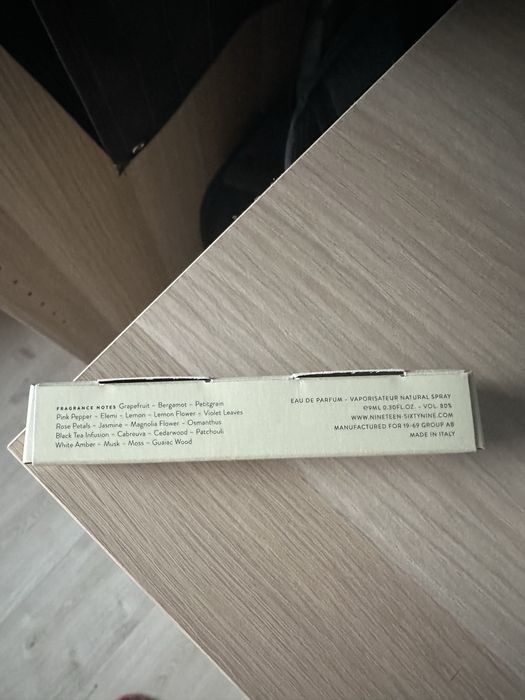 FRAGRANCE NOTES Grapefruit - Bergamot - Petitgrain
Pink Pepper - Elemi - Lemon - Lemon Flower - Violet Leaves
Rose Petals - Jasmine - Magnolia Flower - Osmanthus
Black Tea Infusion - Cabreuva - Cedarwood - Patchouli
White Amber - Musk - Moss - Guaiac Wood
EAU DE PARFUM - VAPORISATEUR NATURAL SPRAY
℮9ML 0.30FL.OZ. - VOL. 80%
WWW.NINETEEN-SIXTYNINE.COM
MANUFACTURED FOR 19-69 GROUP AB
MADE IN ITALY